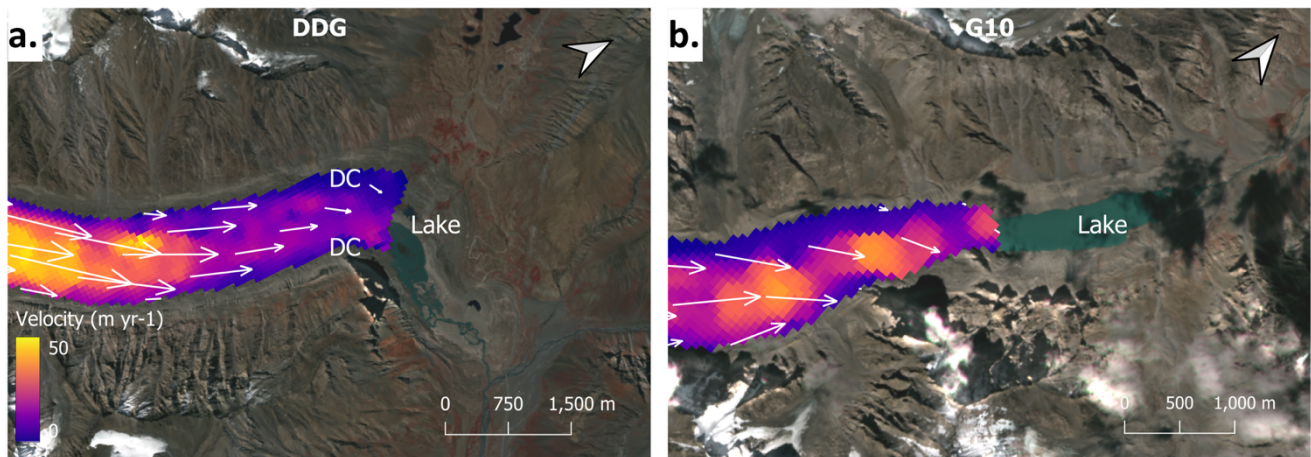 a.
DDG
DC
Lake
DC
Velocity (m yr-1)
50
0
0 750 1,500 m
b.
G10
Lake
0 500 1,000 m